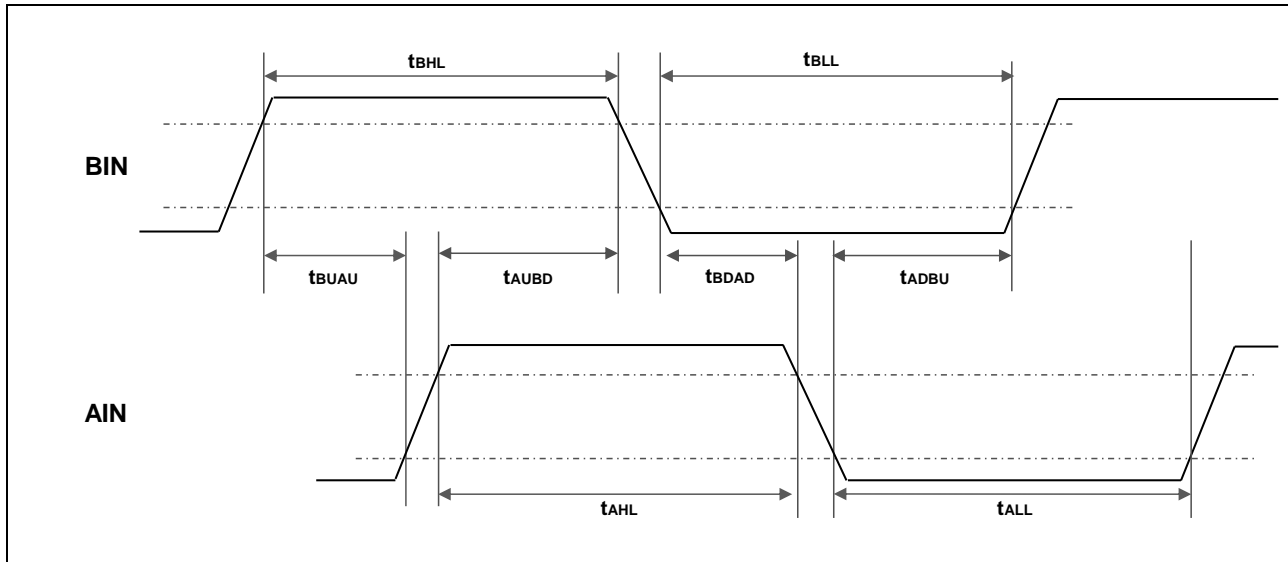 tBHL
tBLL
BIN
tBUAU
tAUBD
tBDAD
tADBU
AIN
tAHL
tALL